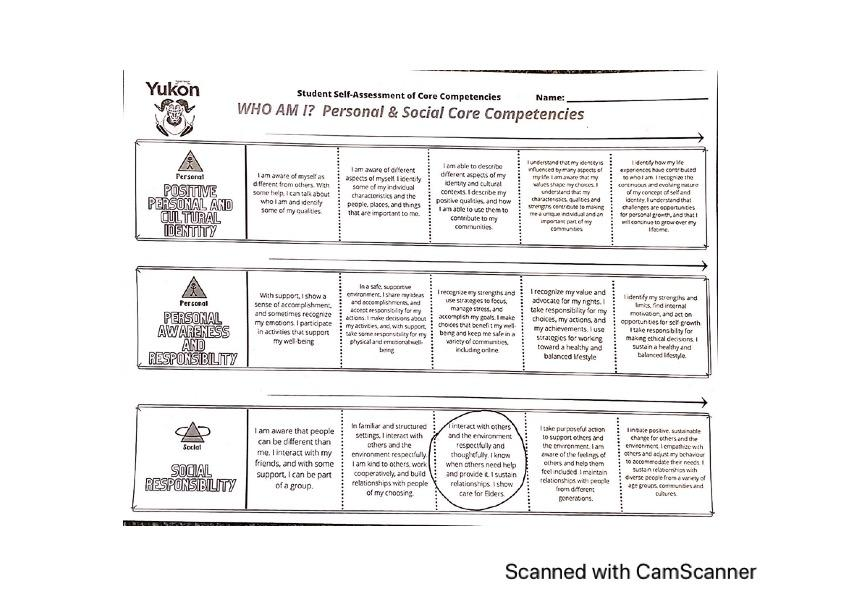 Yukon
Student Self-Assessment of Core Competencies
Name:
WHO AM I? Personal & Social Core Competencies
Personal
POSITIVE
PERSONAL AND
CULTURAL
IDENTITY
I am aware of myself as
different from others. With
some help, I can talk about
who I am and identify
some of my qualities.
I am aware of different
aspects of myself. I identify
some of my individual
characteristics and the
people, places, and things
that are important to me.
I am able to describe
different aspects of my
identity and cultural
contexts. I describe my
positive qualities, and how
I am able to use them to
contribute to my
communities.
I understand that my identity is
influenced by many aspects of
my life. I am aware that my
values shape my choices. I
understand that my
characteristics, qualities and
strengths contribute to making
me a unique individual and an
important part of my
communities.
I identify how my life
experiences have contributed
to who I am. I recognize the
continuous and evolving nature
of my concept of self and
identity. I understand that
challenges are opportunities
for personal growth, and that I
will continue to grow over my
lifetime.
Personal
PERSONAL
AWARENESS
AND
RESPONSIBILITY
With support, I show a
sense of accomplishment,
and sometimes recognize
my emotions. I participate
in activities that support
my well-being
In a safe, supportive
environment, I share my ideas
and accomplishments, and
accept responsibility for my
actions. I make decisions about
my activities, and, with support,
take some responsibility for my
physical and emotional well-
being.
I recognize my strengths and
use strategies to focus,
manage stress, and
accomplish my goals. I make
choices that benefit my well-
being and keep me safe in a
variety of communities,
including online.
I recognize my value and
advocate for my rights. I
take responsibility for my
choices, my actions, and
my achievements. I use
strategies for working
toward a healthy and
balanced lifestyle
I identify my strengths and
limits, find internal
motivation, and act on
opportunities for self-growth.
I take responsibility for
making ethical decisions. I
sustain a healthy and
balanced lifestyle.
Social
SOCIAL
RESPONSIBILITY
I am aware that people
can be different than
me. I interact with my
friends, and with some
support, I can be part
of a group.
In familiar and structured
settings, I interact with
others and the
environment respectfully.
I am kind to others, work
cooperatively, and build
relationships with people
of my choosing.
I interact with others
and the environment
respectfully and
thoughtfully. I know
when others need help
and provide it. I sustain
relationships. I show
care for Elders.
I take purposeful action
to support others and
the environment. I am
aware of the feelings of
others and help them
feel included. I maintain
relationships with people
from different
generations.
I initiate positive, sustainable
change for others and the
environment. I empathize with
others and adjust my behaviour
to accommodate their needs. I
sustain relationships with
diverse people from a variety of
age groups, communities and
cultures.
Scanned with CamScanner